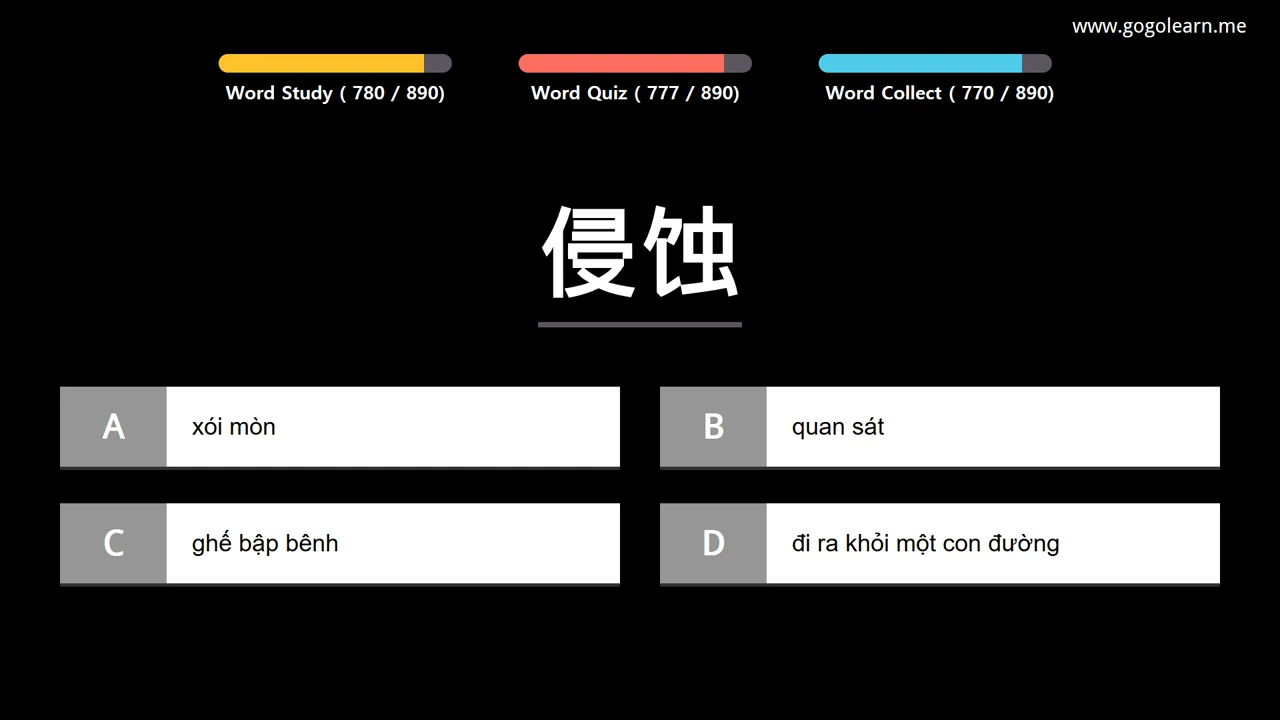 www.gogolearn.me
Word Study ( 780 / 890)
Word Quiz ( 777 / 890)
Word Collect ( 770 / 890)
侵蚀
A
xói mòn
B
quan sát
C
ghế bập bênh
D
đi ra khỏi một con đường